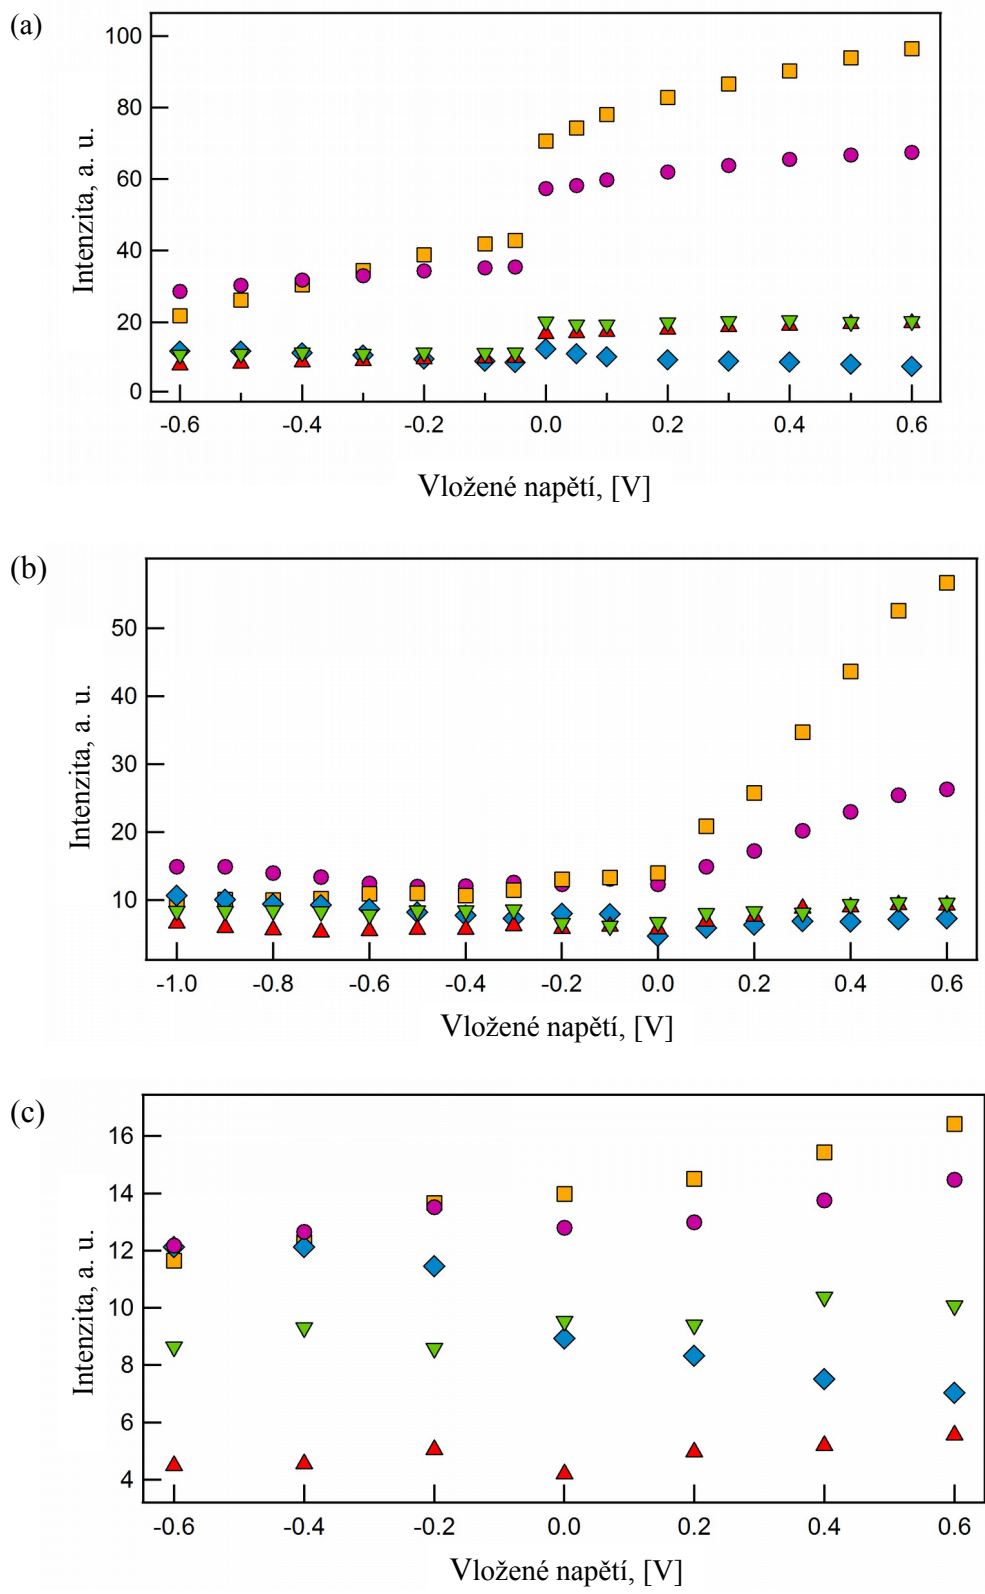 (a)
100
80
60
40
20
0
Intenzita, a. u.
-0.6 -0.4 -0.2 0.0 0.2 0.4 0.6
Vložené napětí, [V]
(b)
50
40
30
20
10
Intenzita, a. u.
-1.0 -0.8 -0.6 -0.4 -0.2 0.0 0.2 0.4 0.6
Vložené napětí, [V]
(c)
16
14
12
10
8
6
4
Intenzita, a. u.
-0.6 -0.4 -0.2 0.0 0.2 0.4 0.6
Vložené napětí, [V]